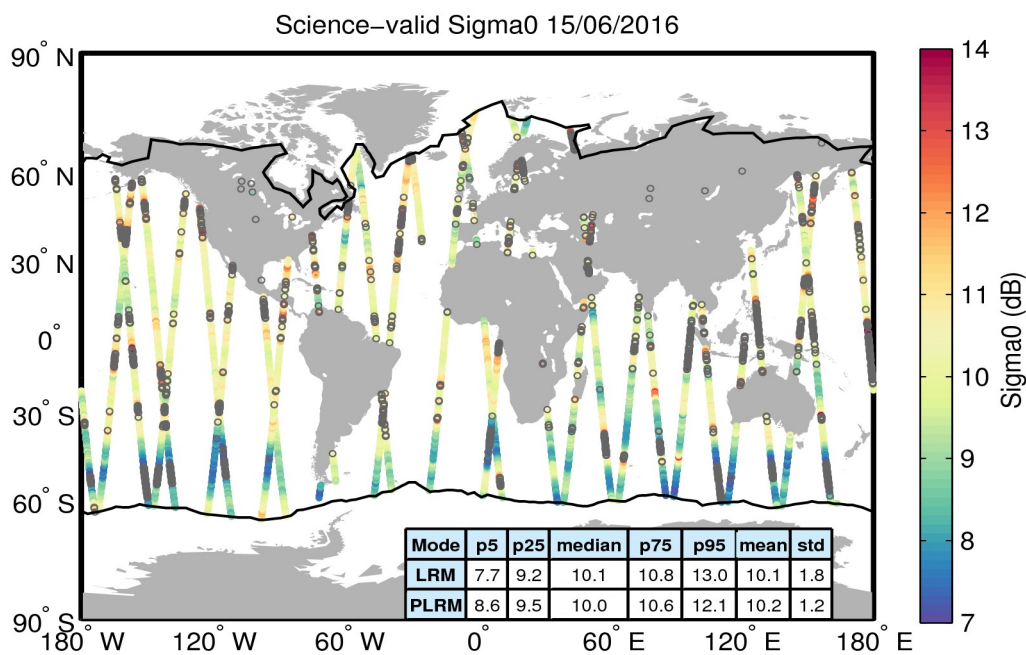 Science−valid Sigma0 15/06/2016
90° N
60° N
30° N
0°
30° S
60° S
90° S
180° W
120° W
60° W
0°
60° E
120° E
180° E
Mode p5 p25 median p75 p95 mean std
LRM 7.7 9.2 10.1 10.8 13.0 10.1 1.8
PLRM 8.6 9.5 10.0 10.6 12.1 10.2 1.2
14
13
12
11
10
9
8
7
Sigma0 (dB)